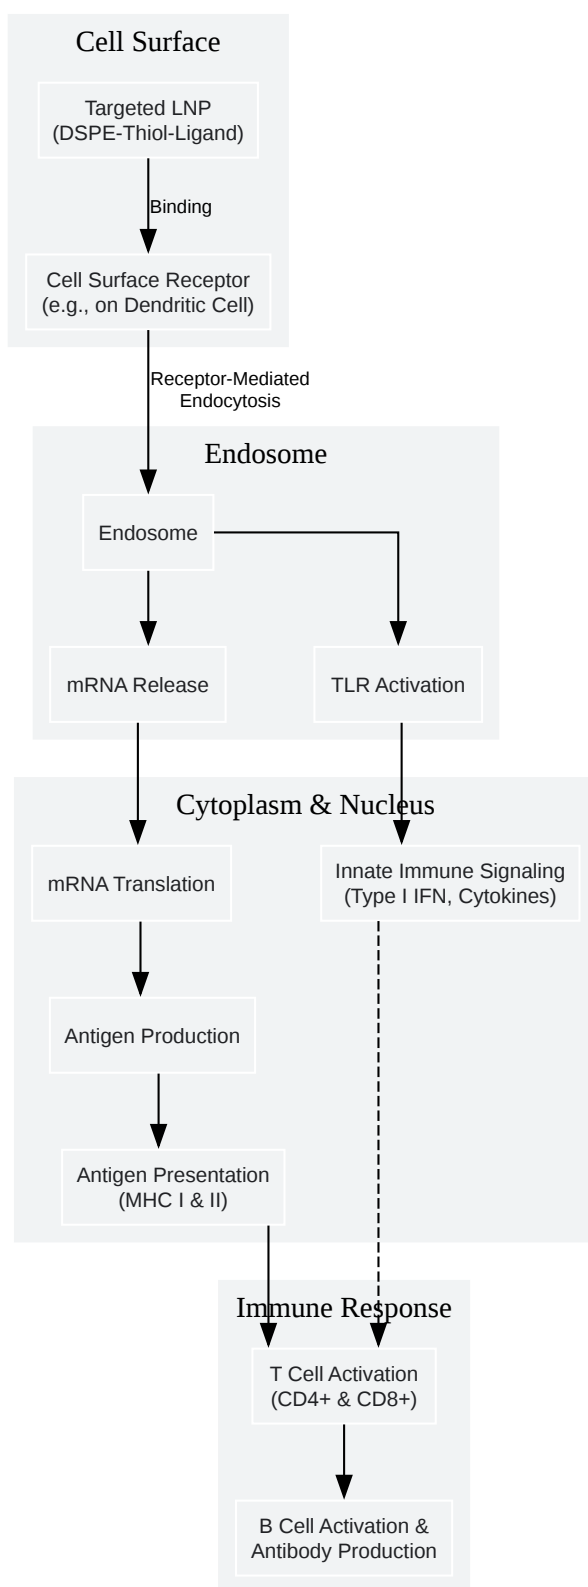 Cell Surface
Targeted LNP
(DSPE-Thiol-Ligand)
Binding
Cell Surface Receptor
(e.g., on Dendritic Cell)
Receptor-Mediated
Endocytosis
Endosome
Endosome
mRNA Release
TLR Activation
Cytoplasm & Nucleus
mRNA Translation
Innate Immune Signaling
(Type I IFN, Cytokines)
Antigen Production
Antigen Presentation
(MHC I & II)
Immune Response
T Cell Activation
(CD4+ & CD8+)
B Cell Activation &
Antibody Production